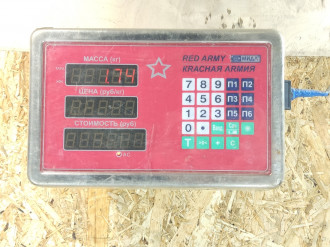 МАССА (кг)
1.74
ЦЕНА (руб/кг)
СТОИМОСТЬ (руб)
AC
RED ARMY
КРАСНАЯ АРМИЯ
7 8 9 П1 П2
4 5 6 П3 П4
1 2 3 П5 П6
0
T C